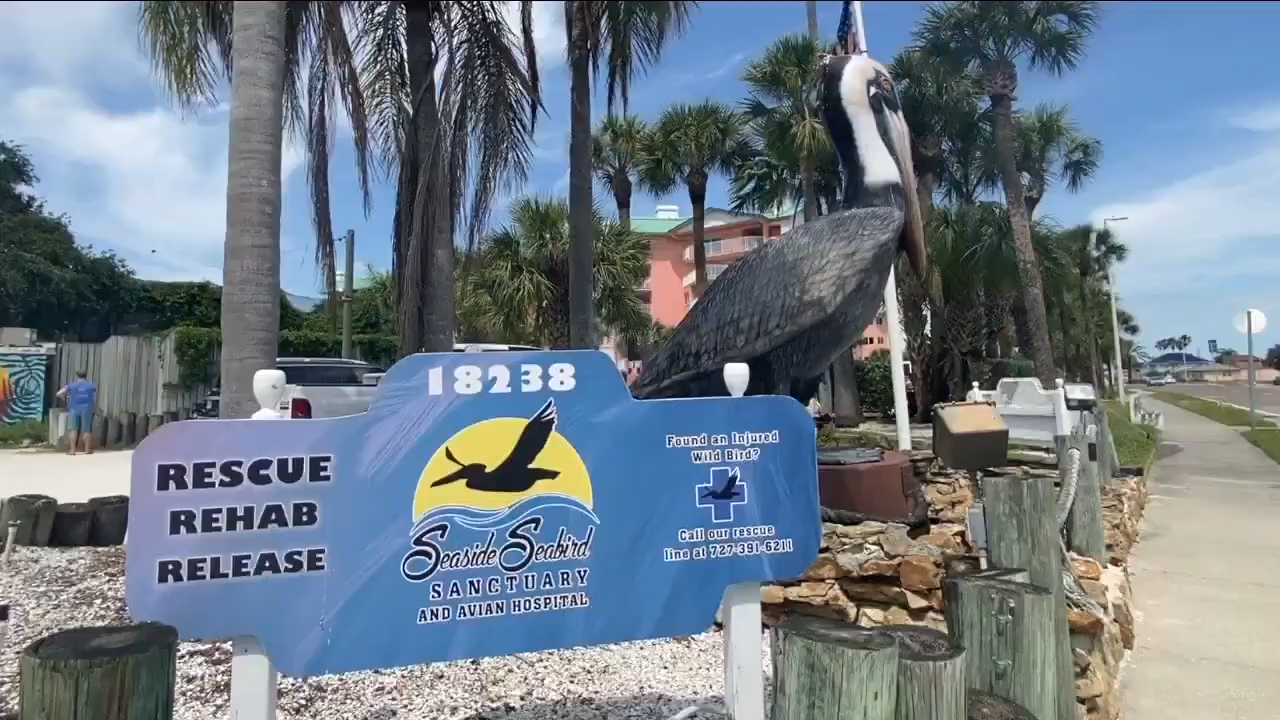 18238
RESCUE
REHAB
RELEASE
Seaside Seabird
SANCTUARY
AND AVIAN HOSPITAL
Found an Injured
Wild Bird?
Call our rescue
line at 727-391-6211